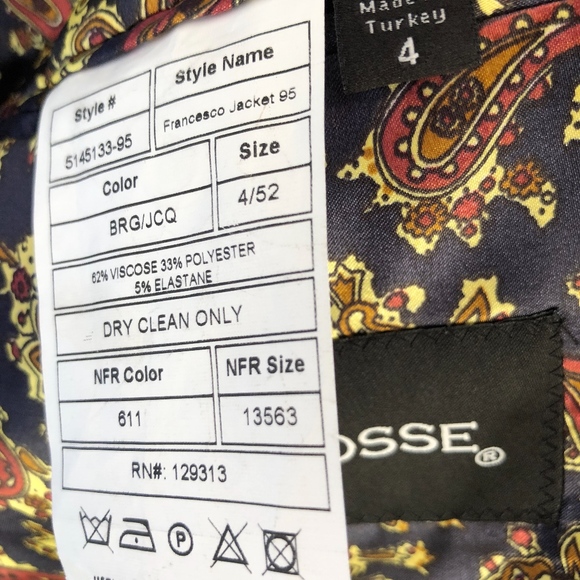 Made
Turkey
4
Style #
Style Name
5145133-95
Francesco Jacket 95
Color
Size
BRG/JCQ
4/52
62% VISCOSE 33% POLYESTER
5% ELASTANE
DRY CLEAN ONLY
NFR Color
NFR Size
611
13563
RN#: 129313
P
OSSE®